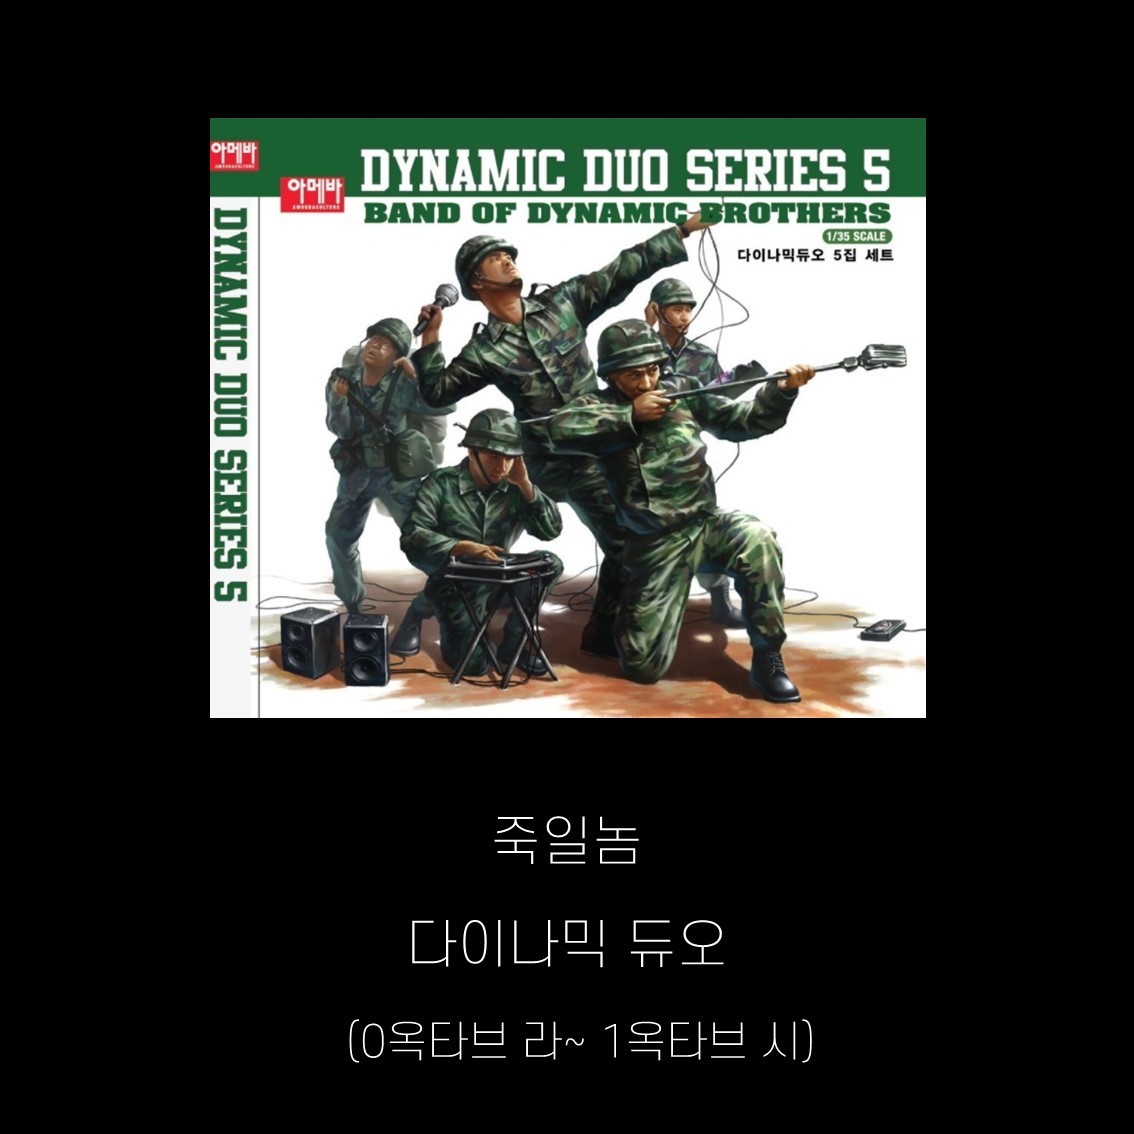 아메바
AMOEBACULTURE
DYNAMIC DUO SERIES 5
아메바
AMOEBACULTURE
DYNAMIC DUO SERIES 5
BAND OF DYNAMIC BROTHERS
1/35 SCALE
다이나믹듀오 5집 세트
죽일놈
다이나믹 듀오
(0옥타브 라~ 1옥타브 시)